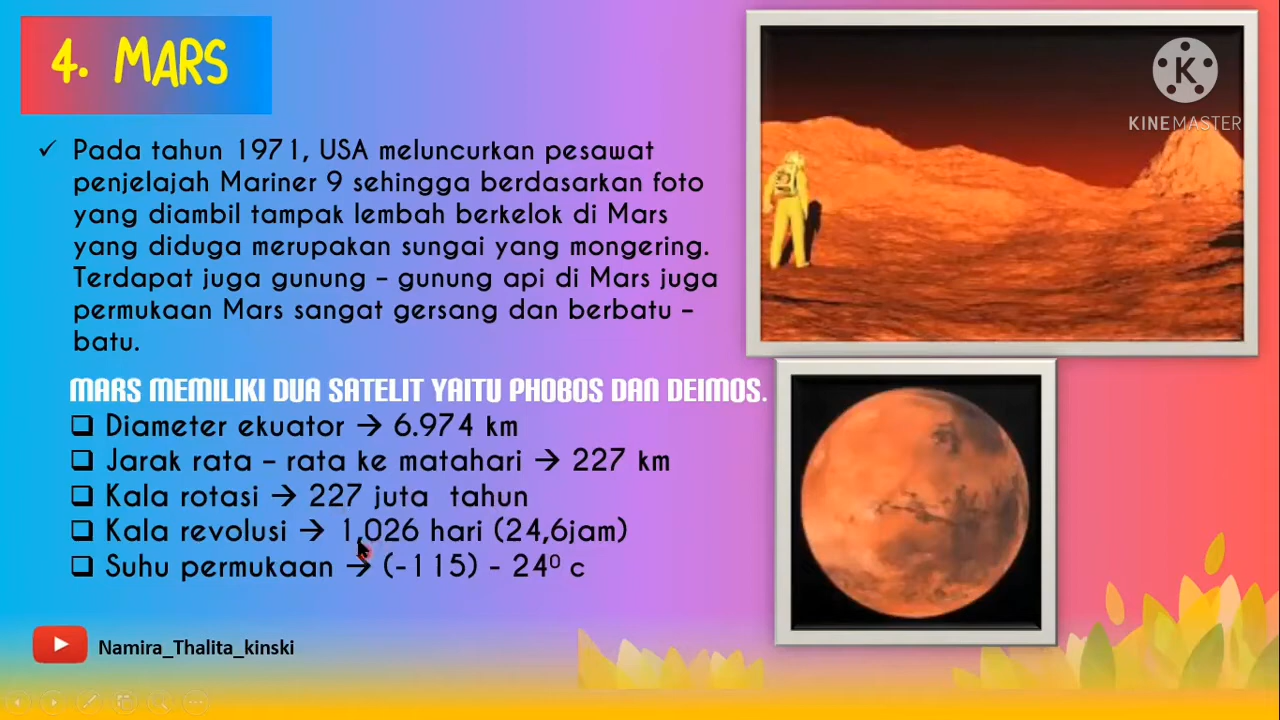 4. MARS
KINEMASTER
✓ Pada tahun 1971, USA meluncurkan pesawat
penjelajah Mariner 9 sehingga berdasarkan foto
yang diambil tampak lembah berkelok di Mars
yang diduga merupakan sungai yang mongering.
Terdapat juga gunung – gunung api di Mars juga
permukaan Mars sangat gersang dan berbatu –
batu.
MARS MEMILIKI DUA SATELIT YAITU PHOBOS DAN DEIMOS.
❑ Diameter ekuator → 6.974 km
❑ Jarak rata – rata ke matahari → 227 km
❑ Kala rotasi → 227 juta tahun
❑ Kala revolusi → 1,026 hari (24,6jam)
❑ Suhu permukaan → (-115) - 24⁰ c
Namira_Thalita_kinski